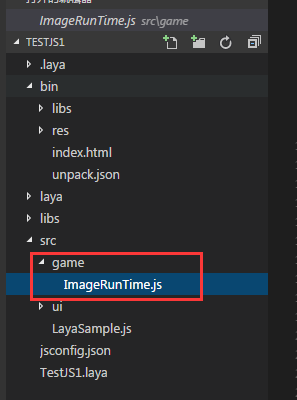 ImageRunTime.js src\game
TESTJS1
.laya
bin
libs
res
index.html
unpack.json
laya
libs
src
game
ImageRunTime.js
ui
LayaSample.js
jsconfig.json
TestJS1.laya